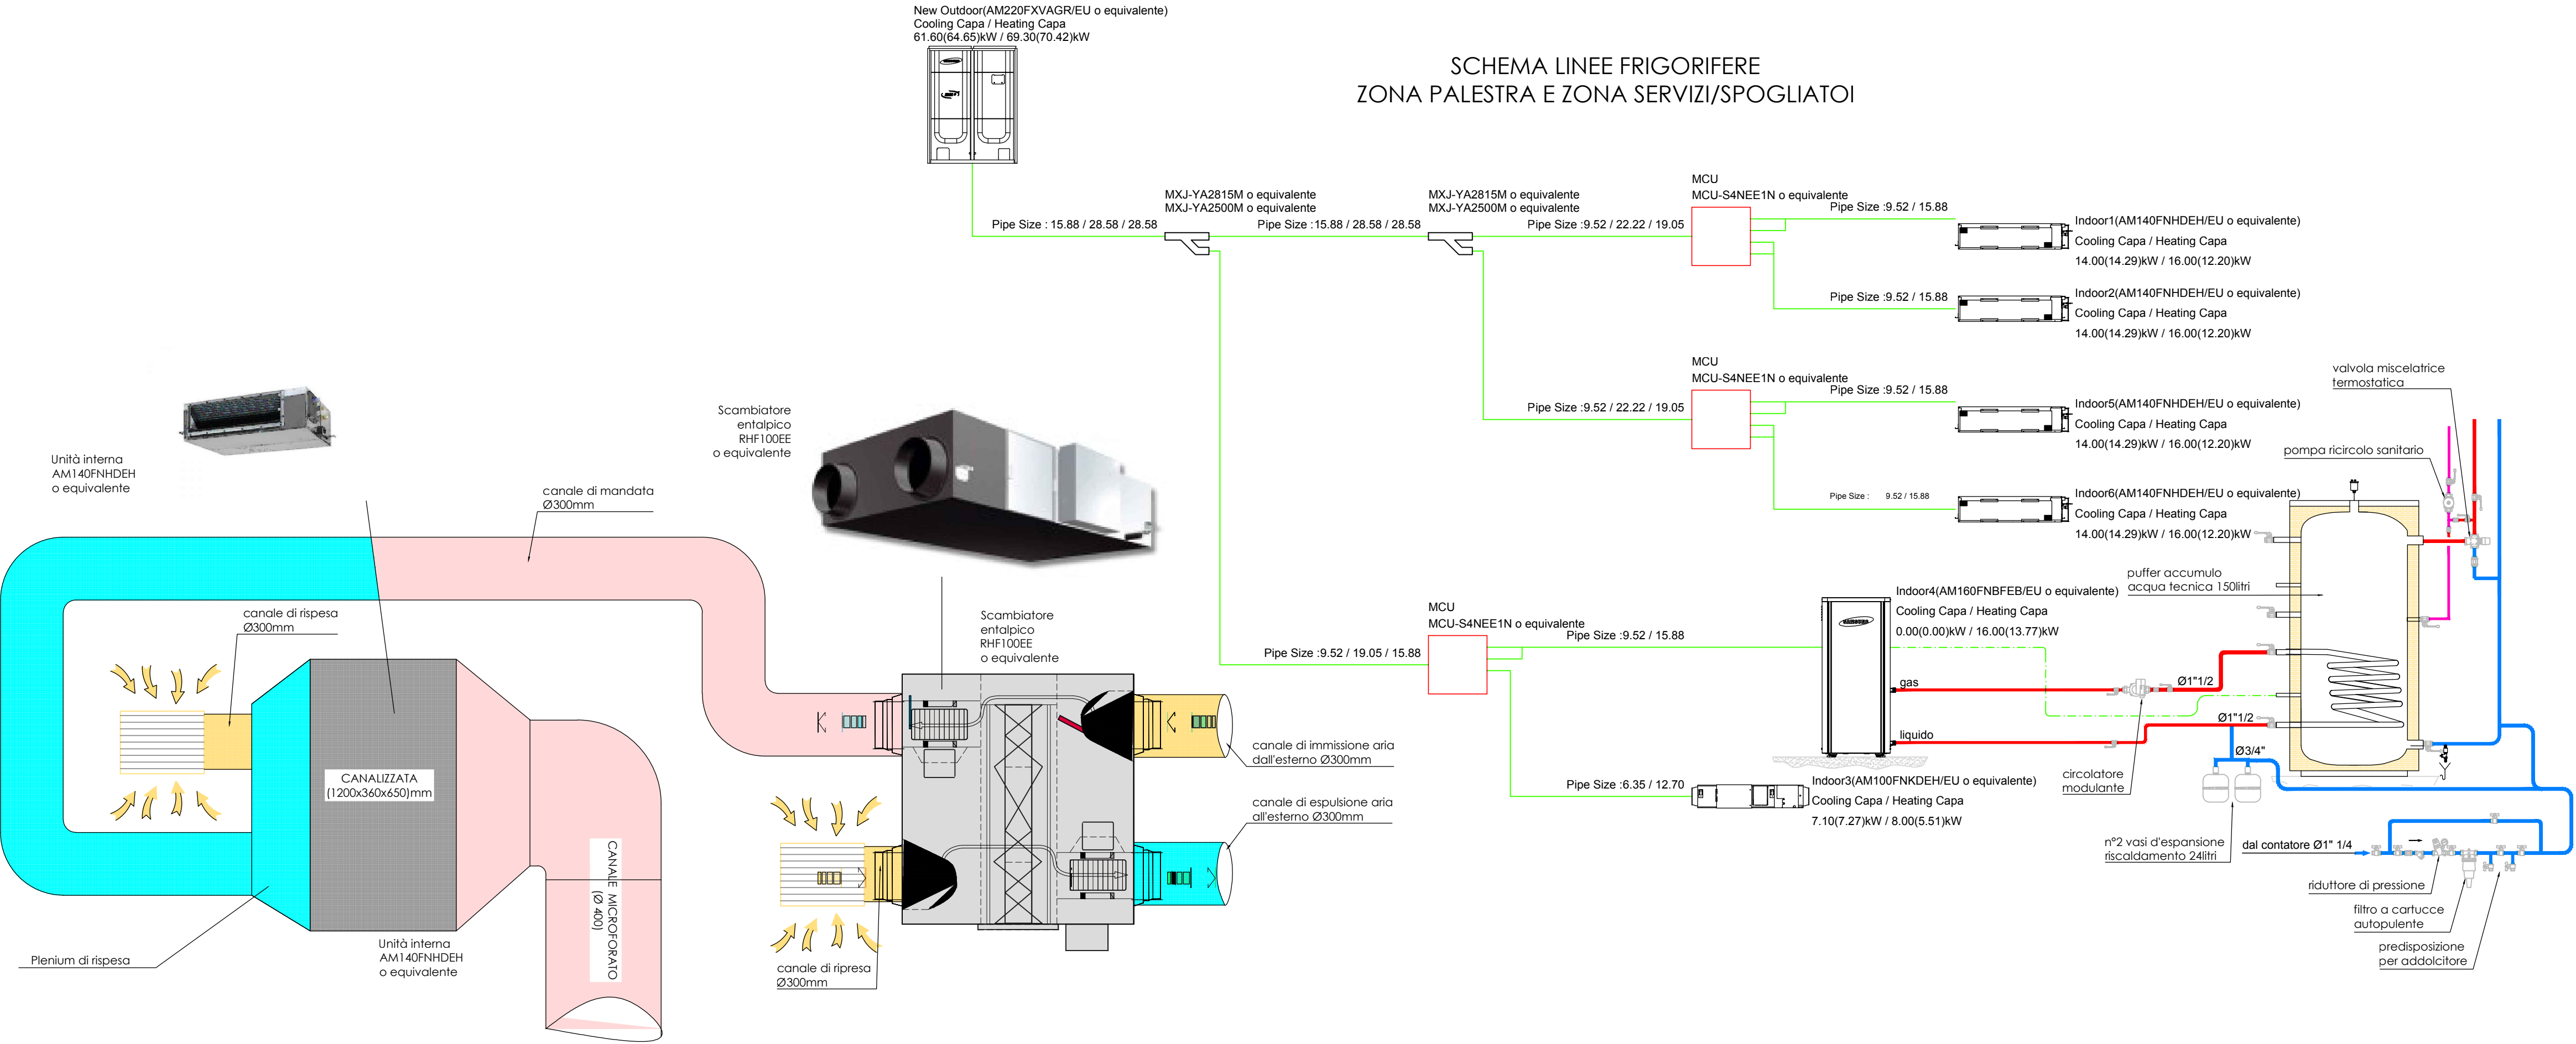 New Outdoor(AM220FXVAGR/EU o equivalente)
Cooling Capa / Heating Capa
61.60(64.65)kW / 69.30(70.42)kW
SCHEMA LINEE FRIGORIFERE
ZONA PALESTRA E ZONA SERVIZI/SPOGLIATOI
Pipe Size : 15.88 / 28.58 / 28.58
MXJ-YA2815M o equivalente
MXJ-YA2500M o equivalente
Pipe Size :15.88 / 28.58 / 28.58
MXJ-YA2815M o equivalente
MXJ-YA2500M o equivalente
Pipe Size :9.52 / 22.22 / 19.05
MCU
MCU-S4NEE1N o equivalente
Pipe Size :9.52 / 15.88
Indoor1(AM140FNHDEH/EU o equivalente)
Cooling Capa / Heating Capa
14.00(14.29)kW / 16.00(12.20)kW
Pipe Size :9.52 / 15.88
Indoor2(AM140FNHDEH/EU o equivalente)
Cooling Capa / Heating Capa
14.00(14.29)kW / 16.00(12.20)kW
Pipe Size :9.52 / 22.22 / 19.05
MCU
MCU-S4NEE1N o equivalente
Pipe Size :9.52 / 15.88
Indoor5(AM140FNHDEH/EU o equivalente)
Cooling Capa / Heating Capa
14.00(14.29)kW / 16.00(12.20)kW
Pipe Size : 9.52 / 15.88
Indoor6(AM140FNHDEH/EU o equivalente)
Cooling Capa / Heating Capa
14.00(14.29)kW / 16.00(12.20)kW
Pipe Size :9.52 / 19.05 / 15.88
MCU
MCU-S4NEE1N o equivalente
Pipe Size :9.52 / 15.88
SAMSUNG
Indoor4(AM160FNBFEB/EU o equivalente)
Cooling Capa / Heating Capa
0.00(0.00)kW / 16.00(13.77)kW
gas
liquido
Pipe Size :6.35 / 12.70
Indoor3(AM100FNKDEH/EU o equivalente)
Cooling Capa / Heating Capa
7.10(7.27)kW / 8.00(5.51)kW
valvola miscelatrice
termostatica
pompa ricircolo sanitario
puffer accumulo
acqua tecnica 150litri
Ø1"1/2
Ø1"1/2
Ø3/4"
circolatore
modulante
n°2 vasi d'espansione
riscaldamento 24litri
dal contatore Ø1" 1/4
riduttore di pressione
filtro a cartucce
autopulente
predisposizione
per addolcitore
Unità interna
AM140FNHDEH
o equivalente
canale di mandata
Ø300mm
Scambiatore
entalpico
RHF100EE
o equivalente
canale di rispesa
Ø300mm
CANALIZZATA
(1200x360x650)mm
Plenium di rispesa
Unità interna
AM140FNHDEH
o equivalente
CANALE MICROFORATO
(Ø 400)
Scambiatore
entalpico
RHF100EE
o equivalente
canale di immissione aria
dall'esterno Ø300mm
canale di espulsione aria
all'esterno Ø300mm
canale di ripresa
Ø300mm